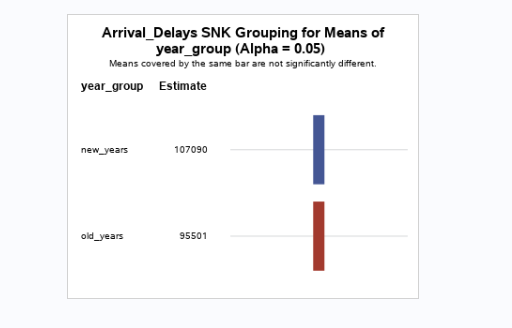 Arrival_Delays SNK Grouping for Means of
year_group (Alpha = 0.05)
Means covered by the same bar are not significantly different.
year_group Estimate
new_years 107090
old_years 95501